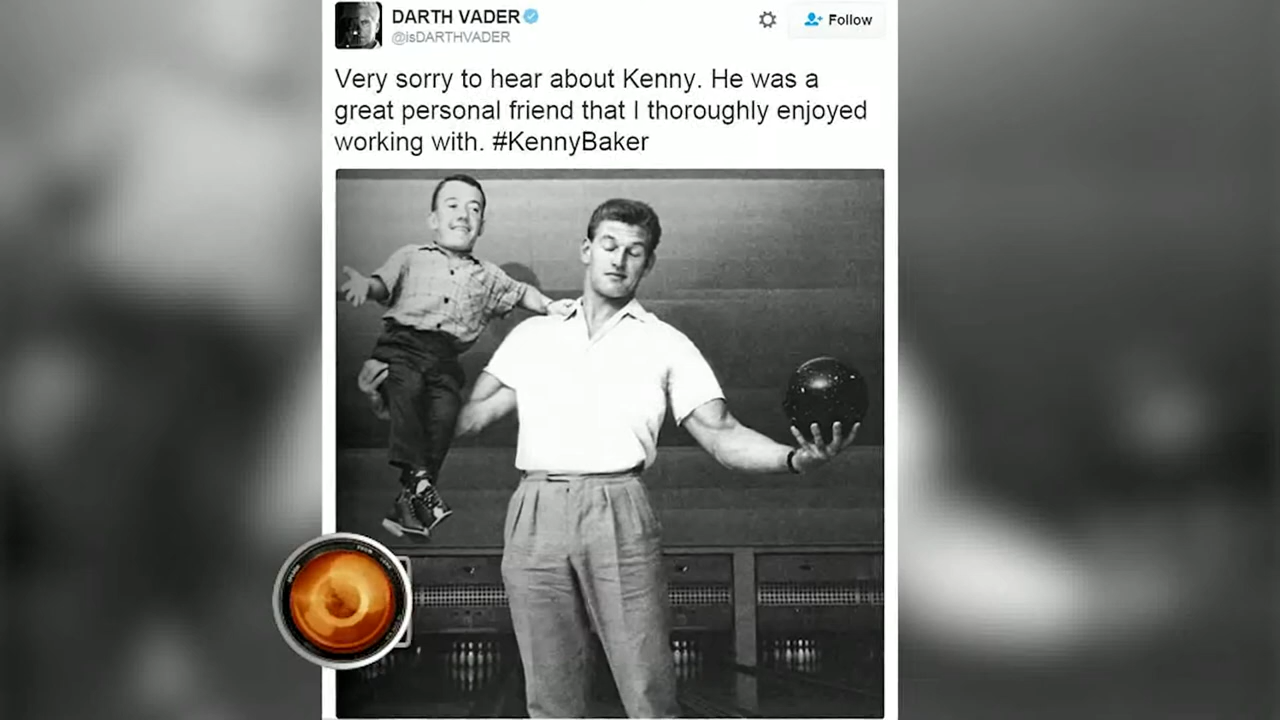 DARTH VADER
@isDARTHVADER
Follow
Very sorry to hear about Kenny. He was a
great personal friend that I thoroughly enjoyed
working with. #KennyBaker